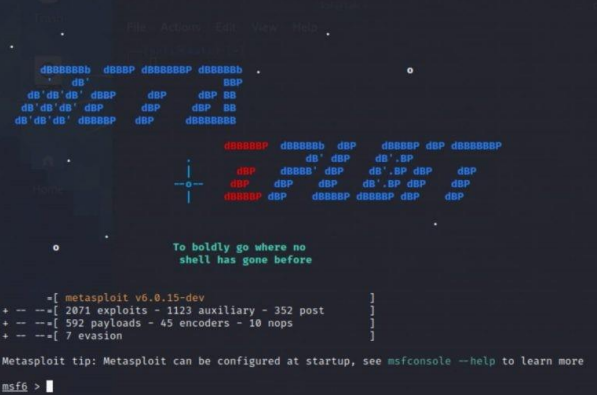 File Actions Edit View Help
dBBBBBBb dBBBP dBBBBBBP dBBBBBb .
' dB' BBP
dB'dB'dB' dBBP dBP dBP BB
dB'dB'dB' dBP dBP dBP BB
dB'dB'dB' dBBBBP dBP dBBBBBBB
dBBBBBP dBBBBBb dBP dBBBBP dBP dBBBBBBP
dB' dBP dB'.BP
dBP dBBBB' dBP dB'.BP dBP dBP
--o-- dBP dBP dBP dB'.BP dBP dBP
dBBBBP dBP dBBBBP dBBBBP dBP dBP
To boldly go where no
shell has gone before
=[ metasploit v6.0.15-dev ]
+ -- --=[ 2071 exploits - 1123 auxiliary - 352 post ]
+ -- --=[ 592 payloads - 45 encoders - 10 nops ]
+ -- --=[ 7 evasion ]
Metasploit tip: Metasploit can be configured at startup, see msfconsole --help to learn more
msf6 >